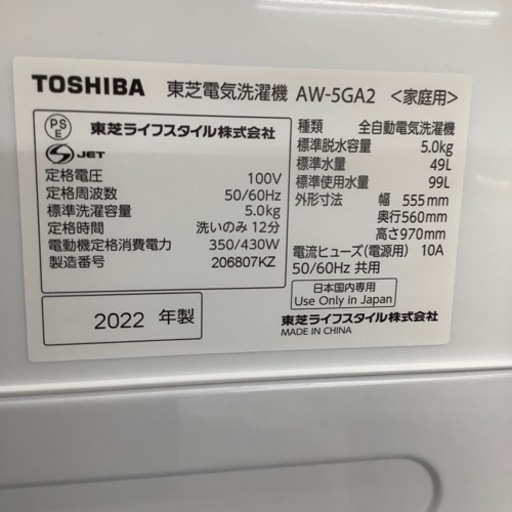 TOSHIBA 東芝電気洗濯機 AW-5GA2 <家庭用>
PS
E
東芝ライフスタイル株式会社
S JET
定格電圧 100V
定格周波数 50/60Hz
標準洗濯容量 5.0kg
定格時間 洗いのみ 12分
電動機定格消費電力 350/430W
製造番号 206807KZ
2022 年製
種類 全自動電気洗濯機
標準脱水容量 5.0kg
標準水量 49L
標準使用水量 99L
外形寸法 幅 555mm
奥行560mm
高さ970mm
電流ヒューズ(電源用) 10A
50/60Hz 共用
日本国内専用
Use Only in Japan
東芝ライフスタイル株式会社
MADE IN CHINA